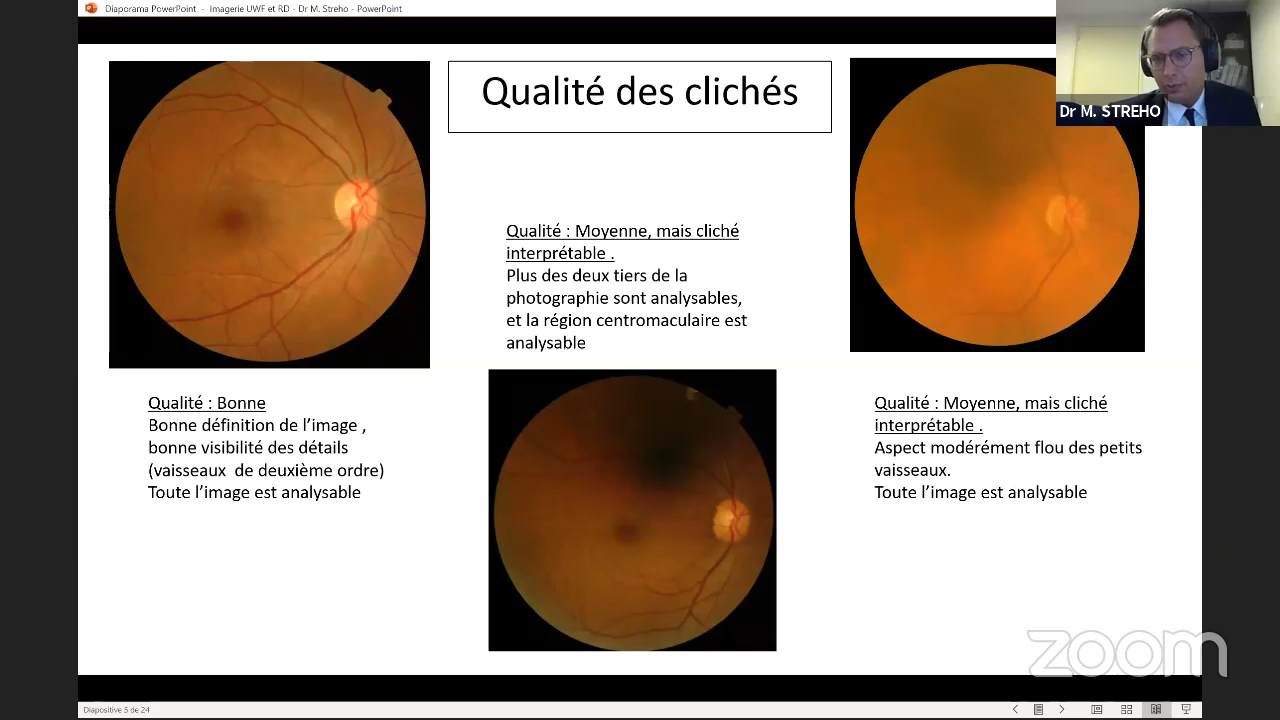 Diaporama PowerPoint - Imagerie UWF et RD - Dr M. Streho - PowerPoint
Dr M. STREHO
Qualité des clichés
Qualité : Bonne
Bonne définition de l'image ,
bonne visibilité des détails
(vaisseaux de deuxième ordre)
Toute l'image est analysable
Qualité : Moyenne, mais cliché
interprétable .
Plus des deux tiers de la
photographie sont analysables,
et la région centromaculaire est
analysable
Qualité : Moyenne, mais cliché
interprétable .
Aspect modérément flou des petits
vaisseaux.
Toute l'image est analysable
zoom
Diapositive 5 de 24